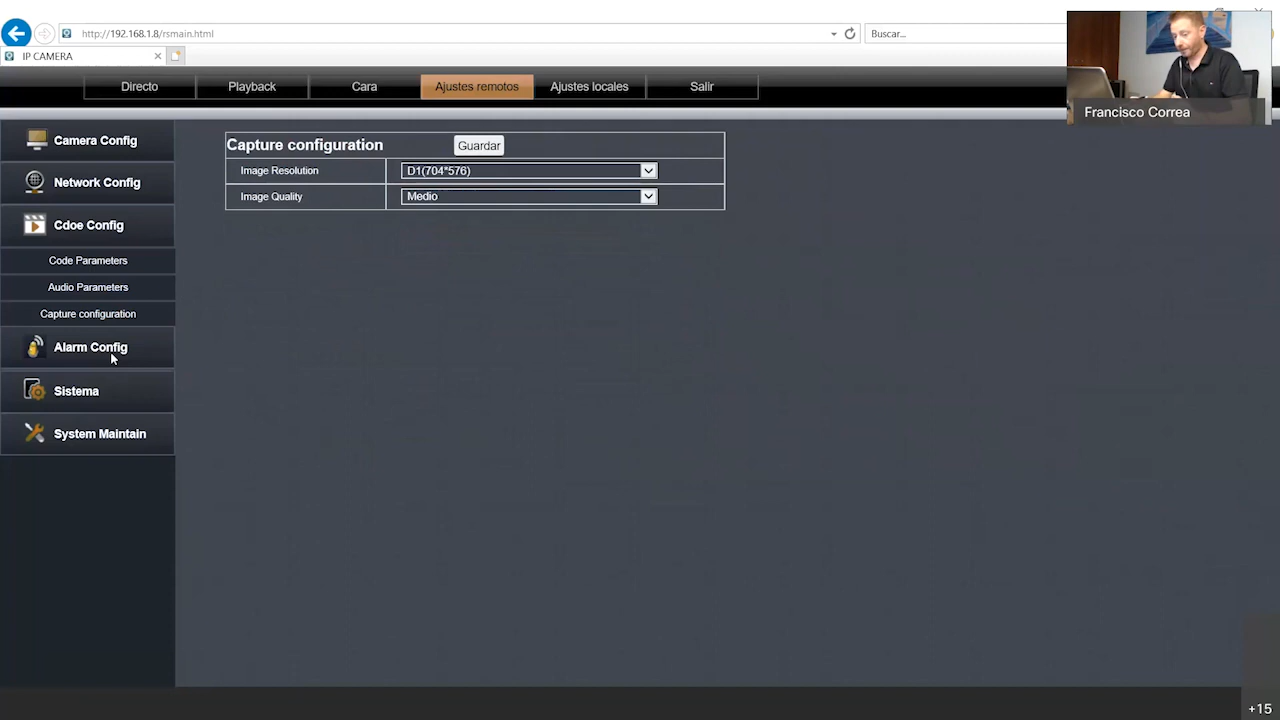 http://192.168.1.8/rsmain.html
Buscar...
IP CAMERA
Directo
Playback
Cara
Ajustes remotos
Ajustes locales
Salir
Francisco Correa
Camera Config
Network Config
Cdoe Config
Code Parameters
Audio Parameters
Capture configuration
Alarm Config
Sistema
System Maintain
Capture configuration
Guardar
Image Resolution
D1(704*576)
Image Quality
Medio
+15